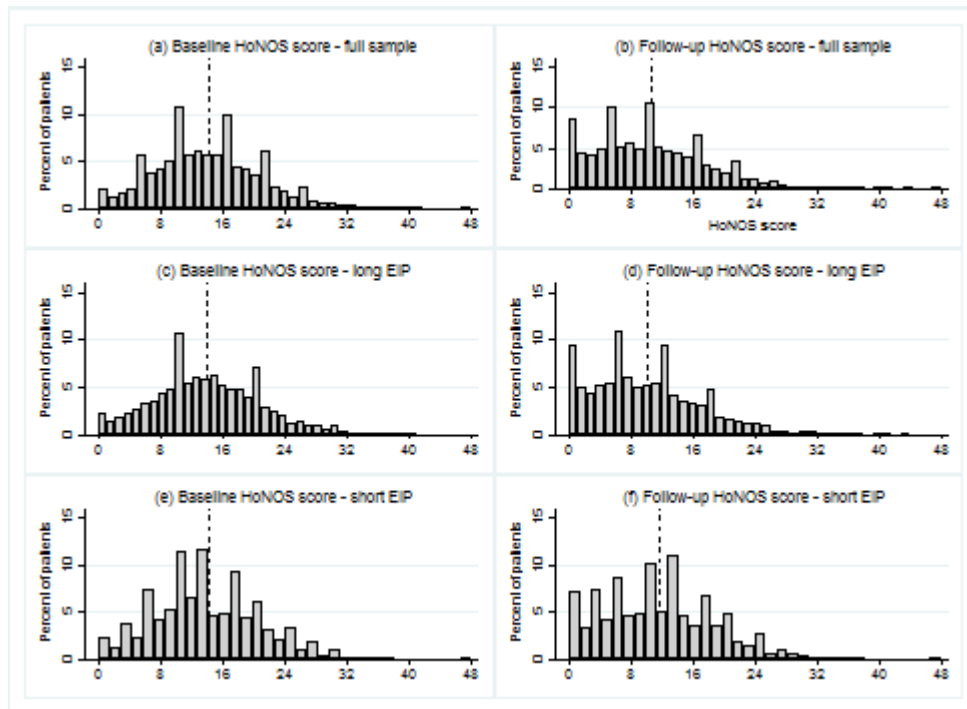 (a) Baseline HoNOS score - full sample
Percent of patients
15
10
5
0
0 8 16 24 32 40 48
(b) Follow-up HoNOS score - full sample
Percent of patients
15
10
5
0
0 8 16 24 32 40 48
HoNOS score
(c) Baseline HoNOS score - long EIP
Percent of patients
15
10
5
0
0 8 16 24 32 40 48
(d) Follow-up HoNOS score - long EIP
Percent of patients
15
10
5
0
0 8 16 24 32 40 48
(e) Baseline HoNOS score - short EIP
Percent of patients
15
10
5
0
0 8 16 24 32 40 48
(f) Follow-up HoNOS score - short EIP
Percent of patients
15
10
5
0
0 8 16 24 32 40 48